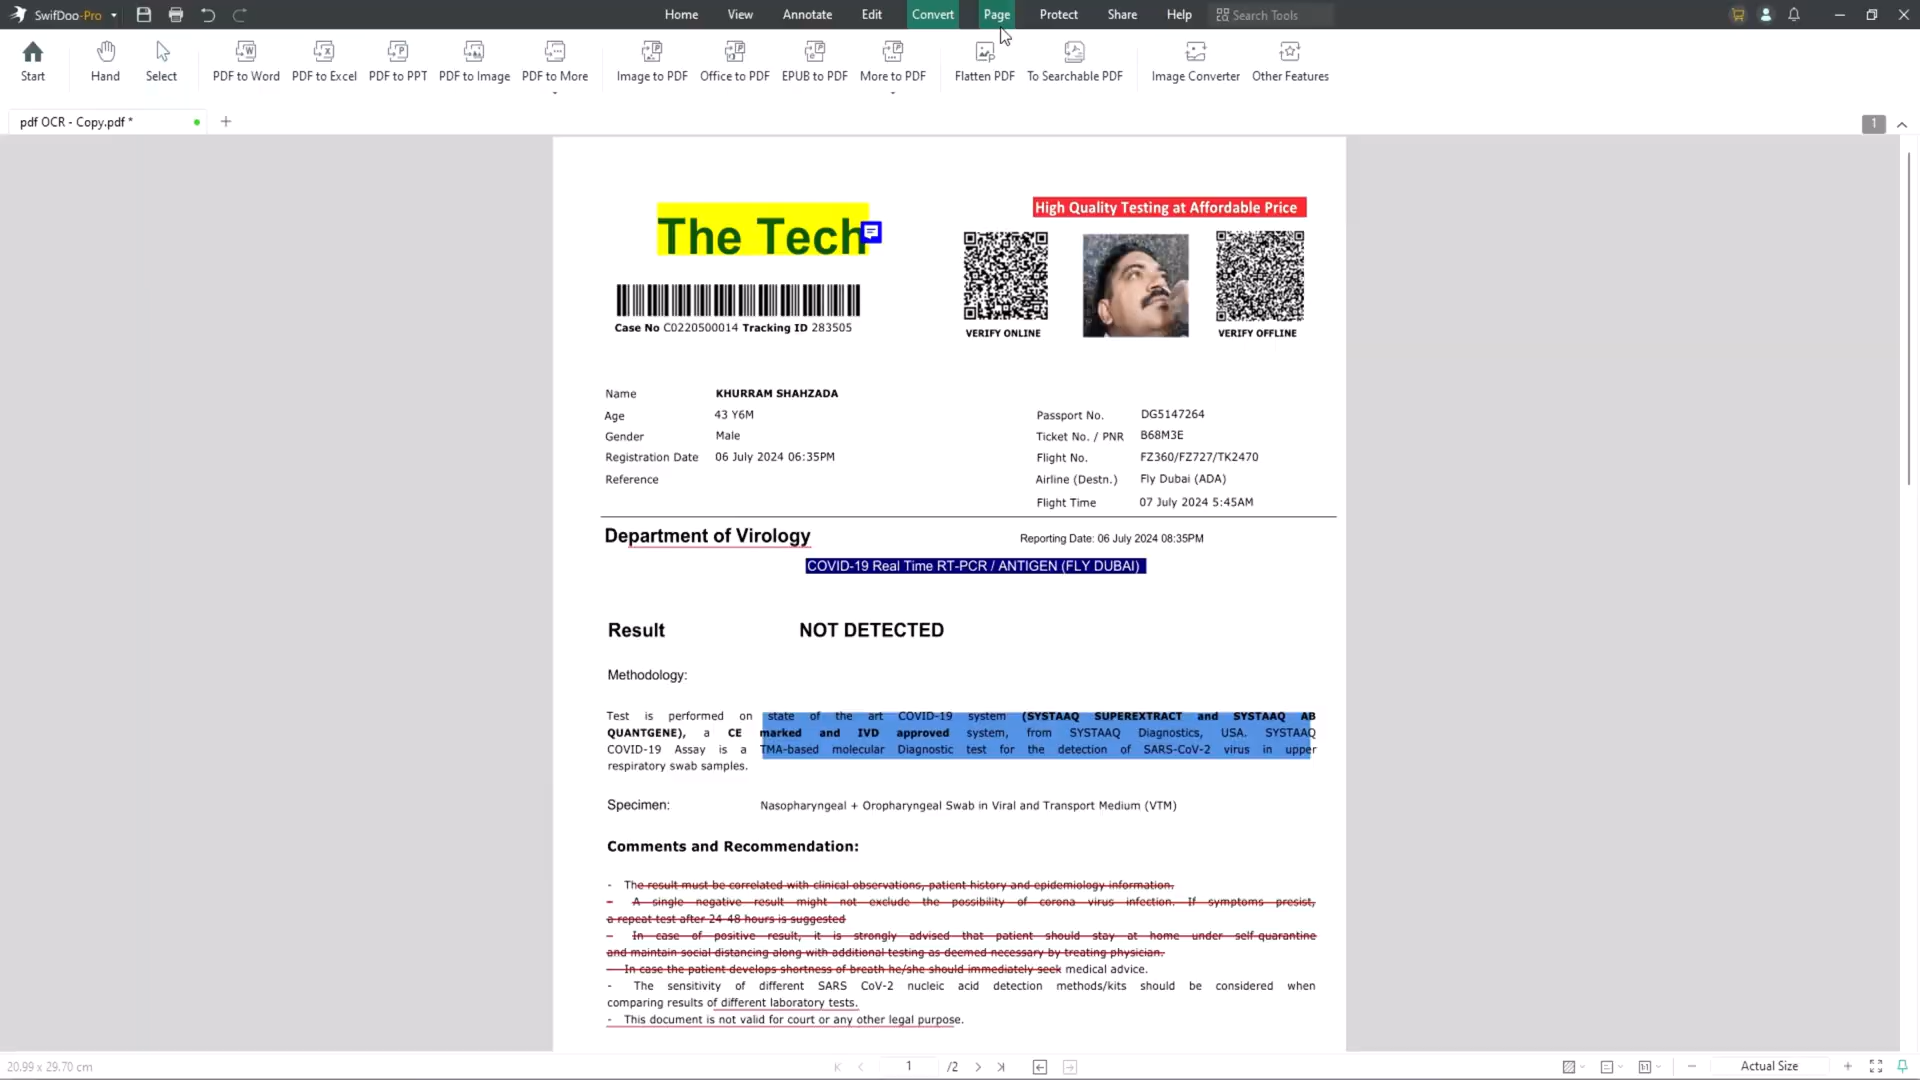 SwifDoo-Pro
Home View Annotate Edit Convert Page Protect Share Help Search Tools
Start Hand Select PDF to Word PDF to Excel PDF to PPT PDF to Image PDF to More Image to PDF Office to PDF EPUB to PDF More to PDF Flatten PDF To Searchable PDF Image Converter Other Features
pdf OCR - Copy.pdf *
1
High Quality Testing at Affordable Price
The Tech
Case No C0220500014 Tracking ID 283505
VERIFY ONLINE
VERIFY OFFLINE
Name KHURRAM SHAHZADA
Age 43 Y6M
Passport No. DG5147264
Gender Male
Ticket No. / PNR B68M3E
Registration Date 06 July 2024 06:35PM
Flight No. FZ360/FZ727/TK2470
Reference
Airline (Destn.) Fly Dubai (ADA)
Flight Time 07 July 2024 5:45AM
Department of Virology
Reporting Date: 06 July 2024 08:35PM
COVID-19 Real Time RT-PCR / ANTIGEN (FLY DUBAI)
Result NOT DETECTED
Methodology:
Test is performed on state of the art COVID-19 system (SYSTAAQ SUPEREXTRACT and SYSTAAQ AB
QUANTGENE), a CE marked and IVD approved system, from SYSTAAQ Diagnostics, USA. SYSTAAQ
COVID-19 Assay is a TMA-based molecular Diagnostic test for the detection of SARS-CoV-2 virus in upper
respiratory swab samples.
Specimen: Nasopharyngeal + Oropharyngeal Swab in Viral and Transport Medium (VTM)
Comments and Recommendation:
- The result must be correlated with clinical observations, patient history and epidemiology information.
- A single negative result might not exclude the possibility of corona virus infection. If symptoms presist,
a repeat test after 24-48 hours is suggested
- In case of positive result, it is strongly advised that patient should stay at home under self-quarantine
and maintain social distancing along with additional testing as deemed necessary by treating physician.
- In case the patient develops shortness of breath he/she should immediately seek medical advice.
- The sensitivity of different SARS CoV-2 nucleic acid detection methods/kits should be considered when
comparing results of different laboratory tests.
- This document is not valid for court or any other legal purpose.
20.99 x 29.70 cm
1 /2
Actual Size